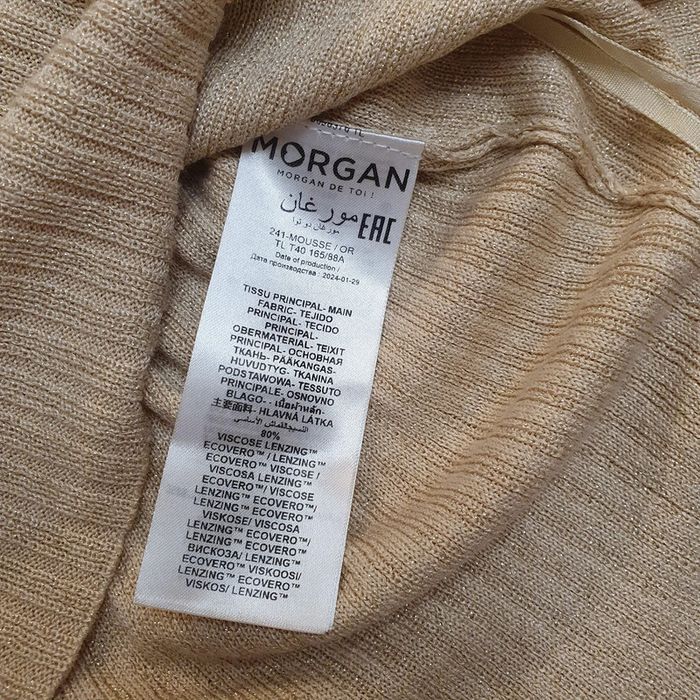 MORGAN
MORGAN DE TOI !
مورغان
مورغان دو توا
EAC
241-MOUSSE / OR
TL T40 165/88A
Date of production /
Дата производства : 2024-01-29
TISSU PRINCIPAL- MAIN
FABRIC- TEJIDO
PRINCIPAL- TECIDO
PRINCIPAL-
OBERMATERIAL- TEIXIT
PRINCIPAL- ОСНОВНАЯ
ТКАНЬ- PÄÄKANGAS-
HUVUDTYG- TKANINA
PODSTAWOWA- TESSUTO
PRINCIPALE- OSNOVNO
BLAGO- - เนื้อผ้าหลัก-
主要面料- HLAVNÁ LÁTKA
80%
VISCOSE LENZING™
ECOVERO™ / LENZING™
ECOVERO™ VISCOSE /
VISCOSA LENZING™
ECOVERO™/ VISCOSE
LENZING™ ECOVERO™/
LENZING™ ECOVERO™
VISKOSE/ VISCOSA
LENZING™ ECOVERO™/
LENZING™ ECOVERO™
ВИСКОЗА/ LENZING™
ECOVERO™ VISKOOSI/
LENZING™ ECOVERO™
VISKOS/ LENZING™